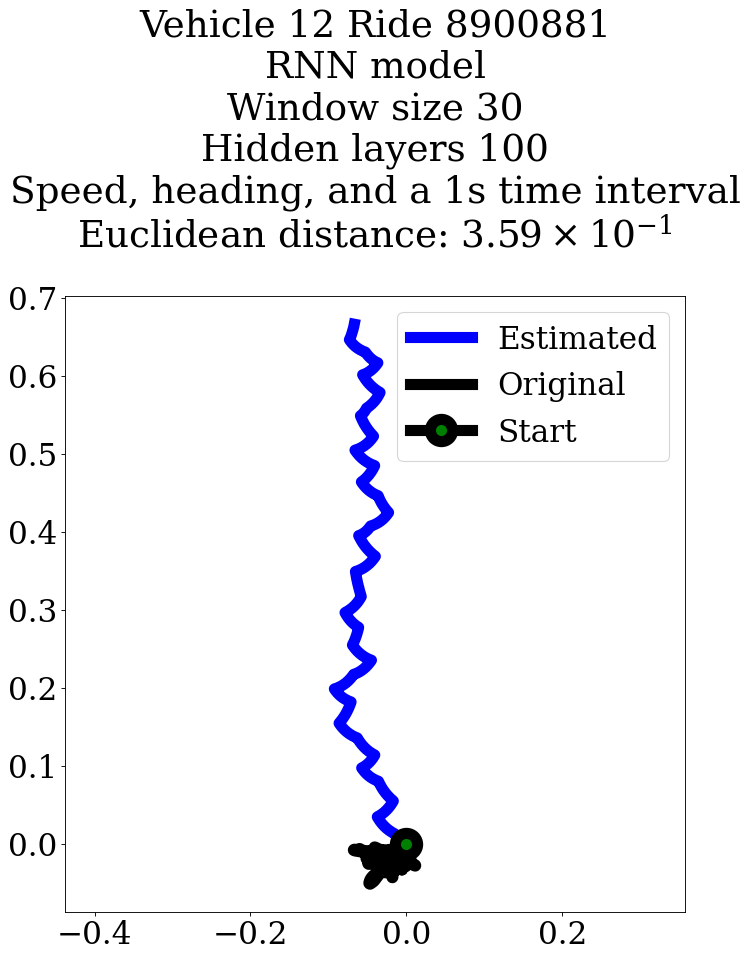 Vehicle 12 Ride 8900881
RNN model
Window size 30
Hidden layers 100
Speed, heading, and a 1s time interval
Euclidean distance: 3.59 × 10⁻¹
Estimated
Original
Start
0.7
0.6
0.5
0.4
0.3
0.2
0.1
0.0
−0.4
−0.2
0.0
0.2